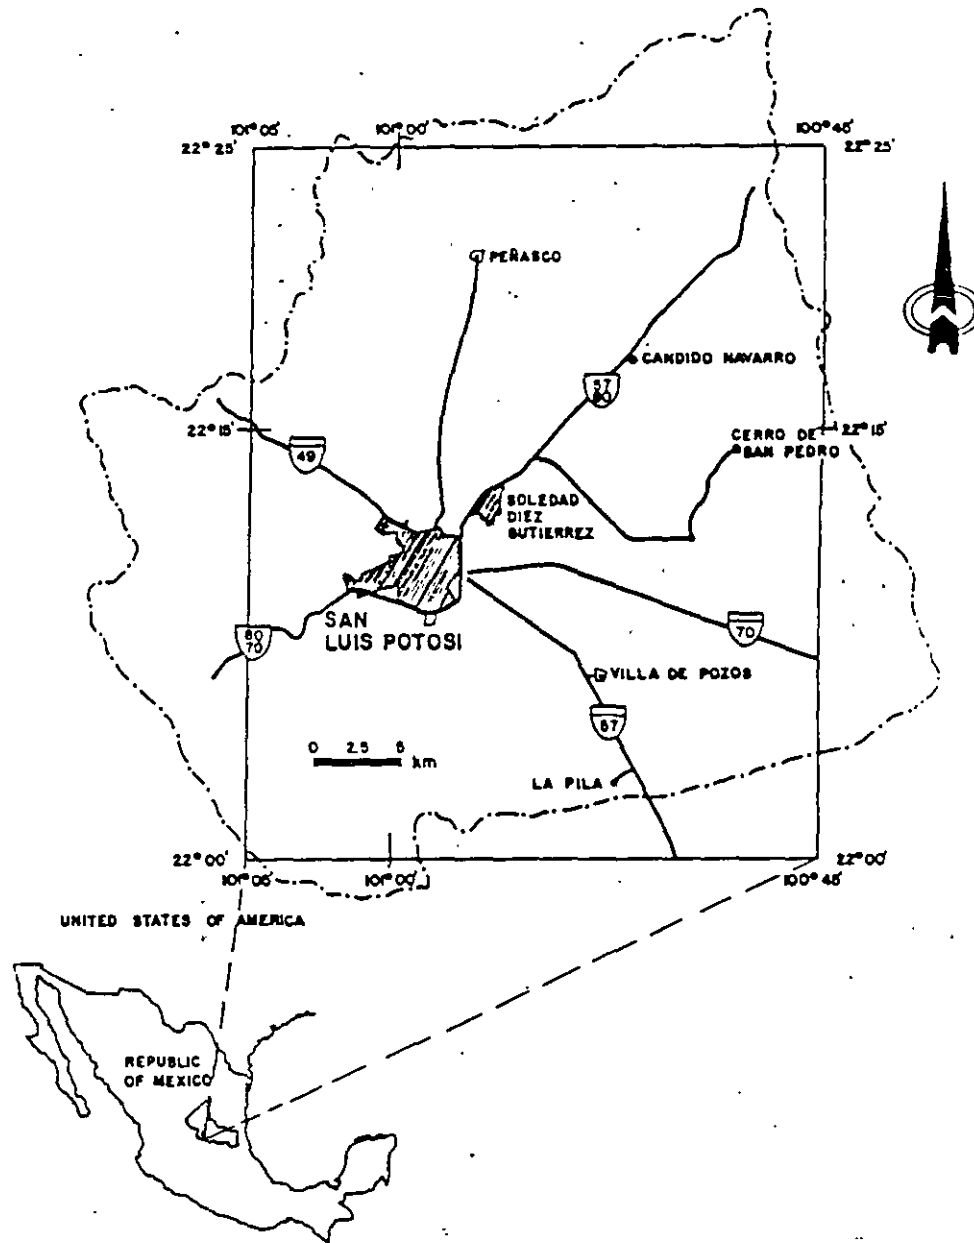 101° 05'
101° 00'
100° 45'
22° 25'
22° 25'
PEÑASCO
CANDIDO NAVARRO
57
80
22° 15'
22° 15'
CERRO DE
SAN PEDRO
49
SOLEDAD
DIEZ
GUTIERREZ
SAN
LUIS POTOSI
80
70
70
VILLA DE POZOS
57
0 2.5 5
km
LA PILA
22° 00'
22° 00'
101° 05'
101° 00'
100° 45'
UNITED STATES OF AMERICA
REPUBLIC
OF MEXICO